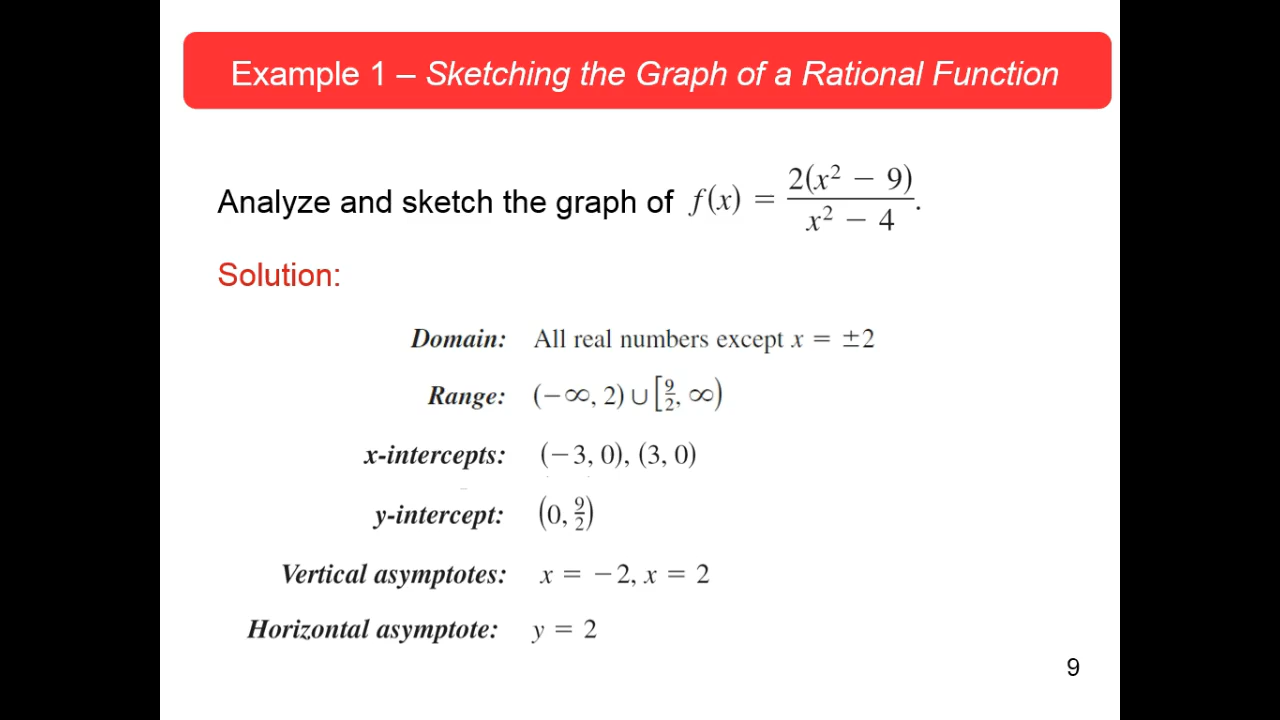 Example 1 – Sketching the Graph of a Rational Function
Analyze and sketch the graph of f(x) = 2(x² − 9) / x² − 4.
Solution:
Domain: All real numbers except x = ±2
Range: (−∞, 2) ∪ [9/2, ∞)
x-intercepts: (−3, 0), (3, 0)
y-intercept: (0, 9/2)
Vertical asymptotes: x = −2, x = 2
Horizontal asymptote: y = 2
9